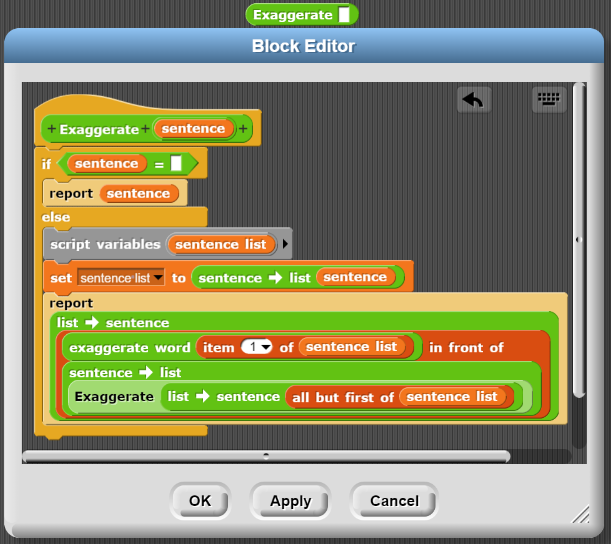 Exaggerate
Block Editor
+ Exaggerate + sentence +
if sentence =
report sentence
else
script variables sentence list
set sentence list to sentence → list sentence
report
list → sentence
exaggerate word item 1 of sentence list in front of
sentence → list
Exaggerate list → sentence all but first of sentence list
OK Apply Cancel